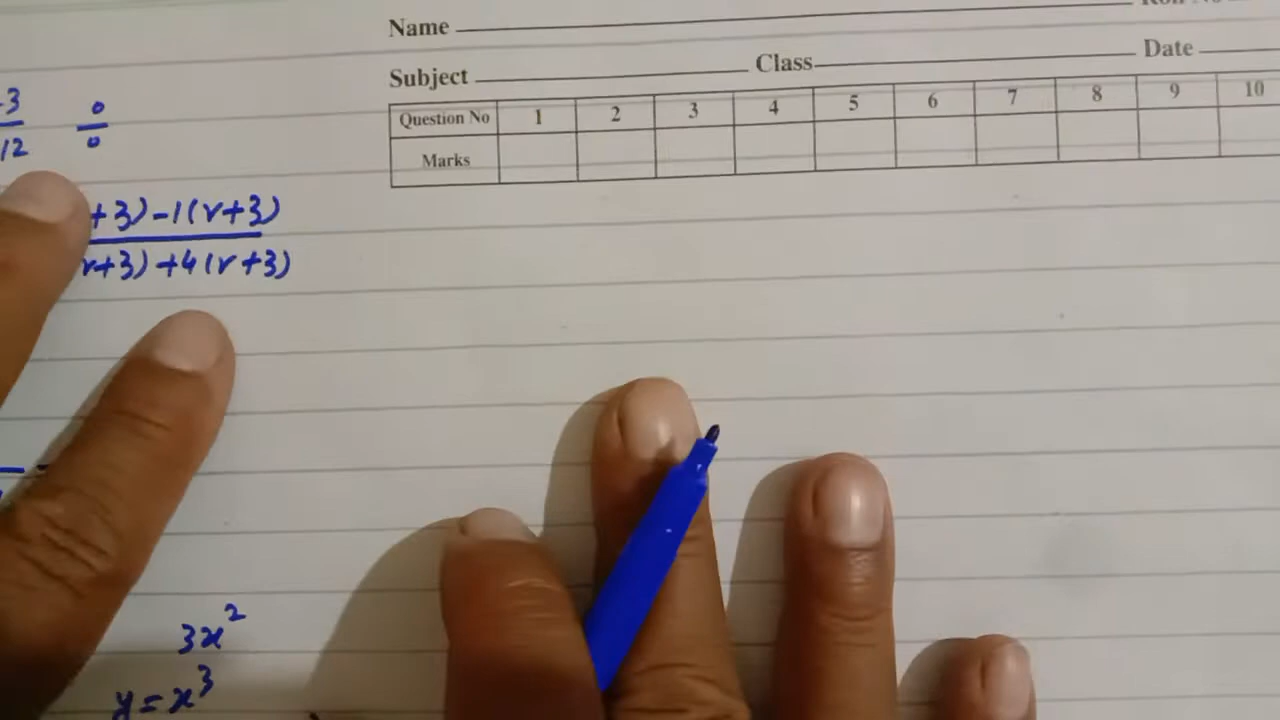 Name
Subject Class Date
Question No 1 2 3 4 5 6 7 8 9 10
Marks
-3 0
12 0
+3)-1(r+3)
r+3)+4(r+3)
3x²
y=x³